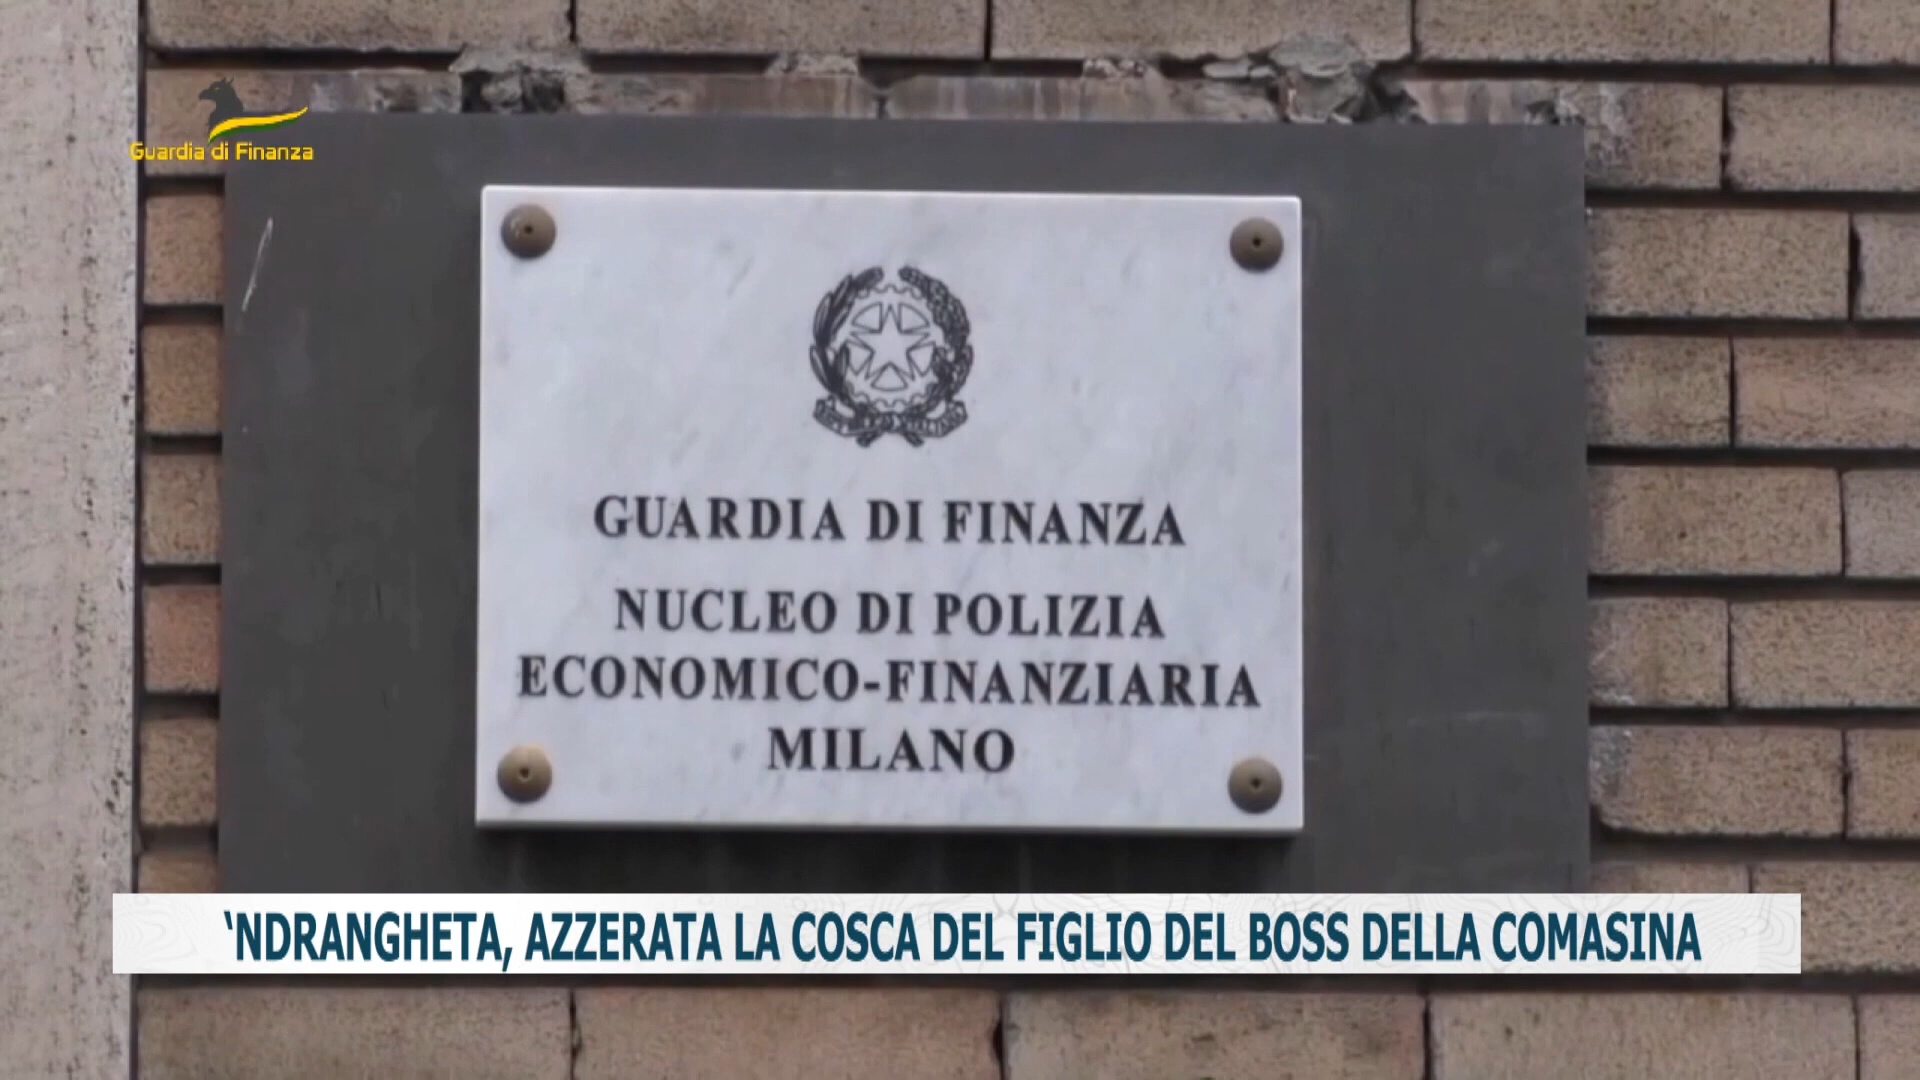 Guardia di Finanza
GUARDIA DI FINANZA
NUCLEO DI POLIZIA
ECONOMICO-FINANZIARIA
MILANO
‘NDRANGHETA, AZZERATA LA COSCA DEL FIGLIO DEL BOSS DELLA COMASINA